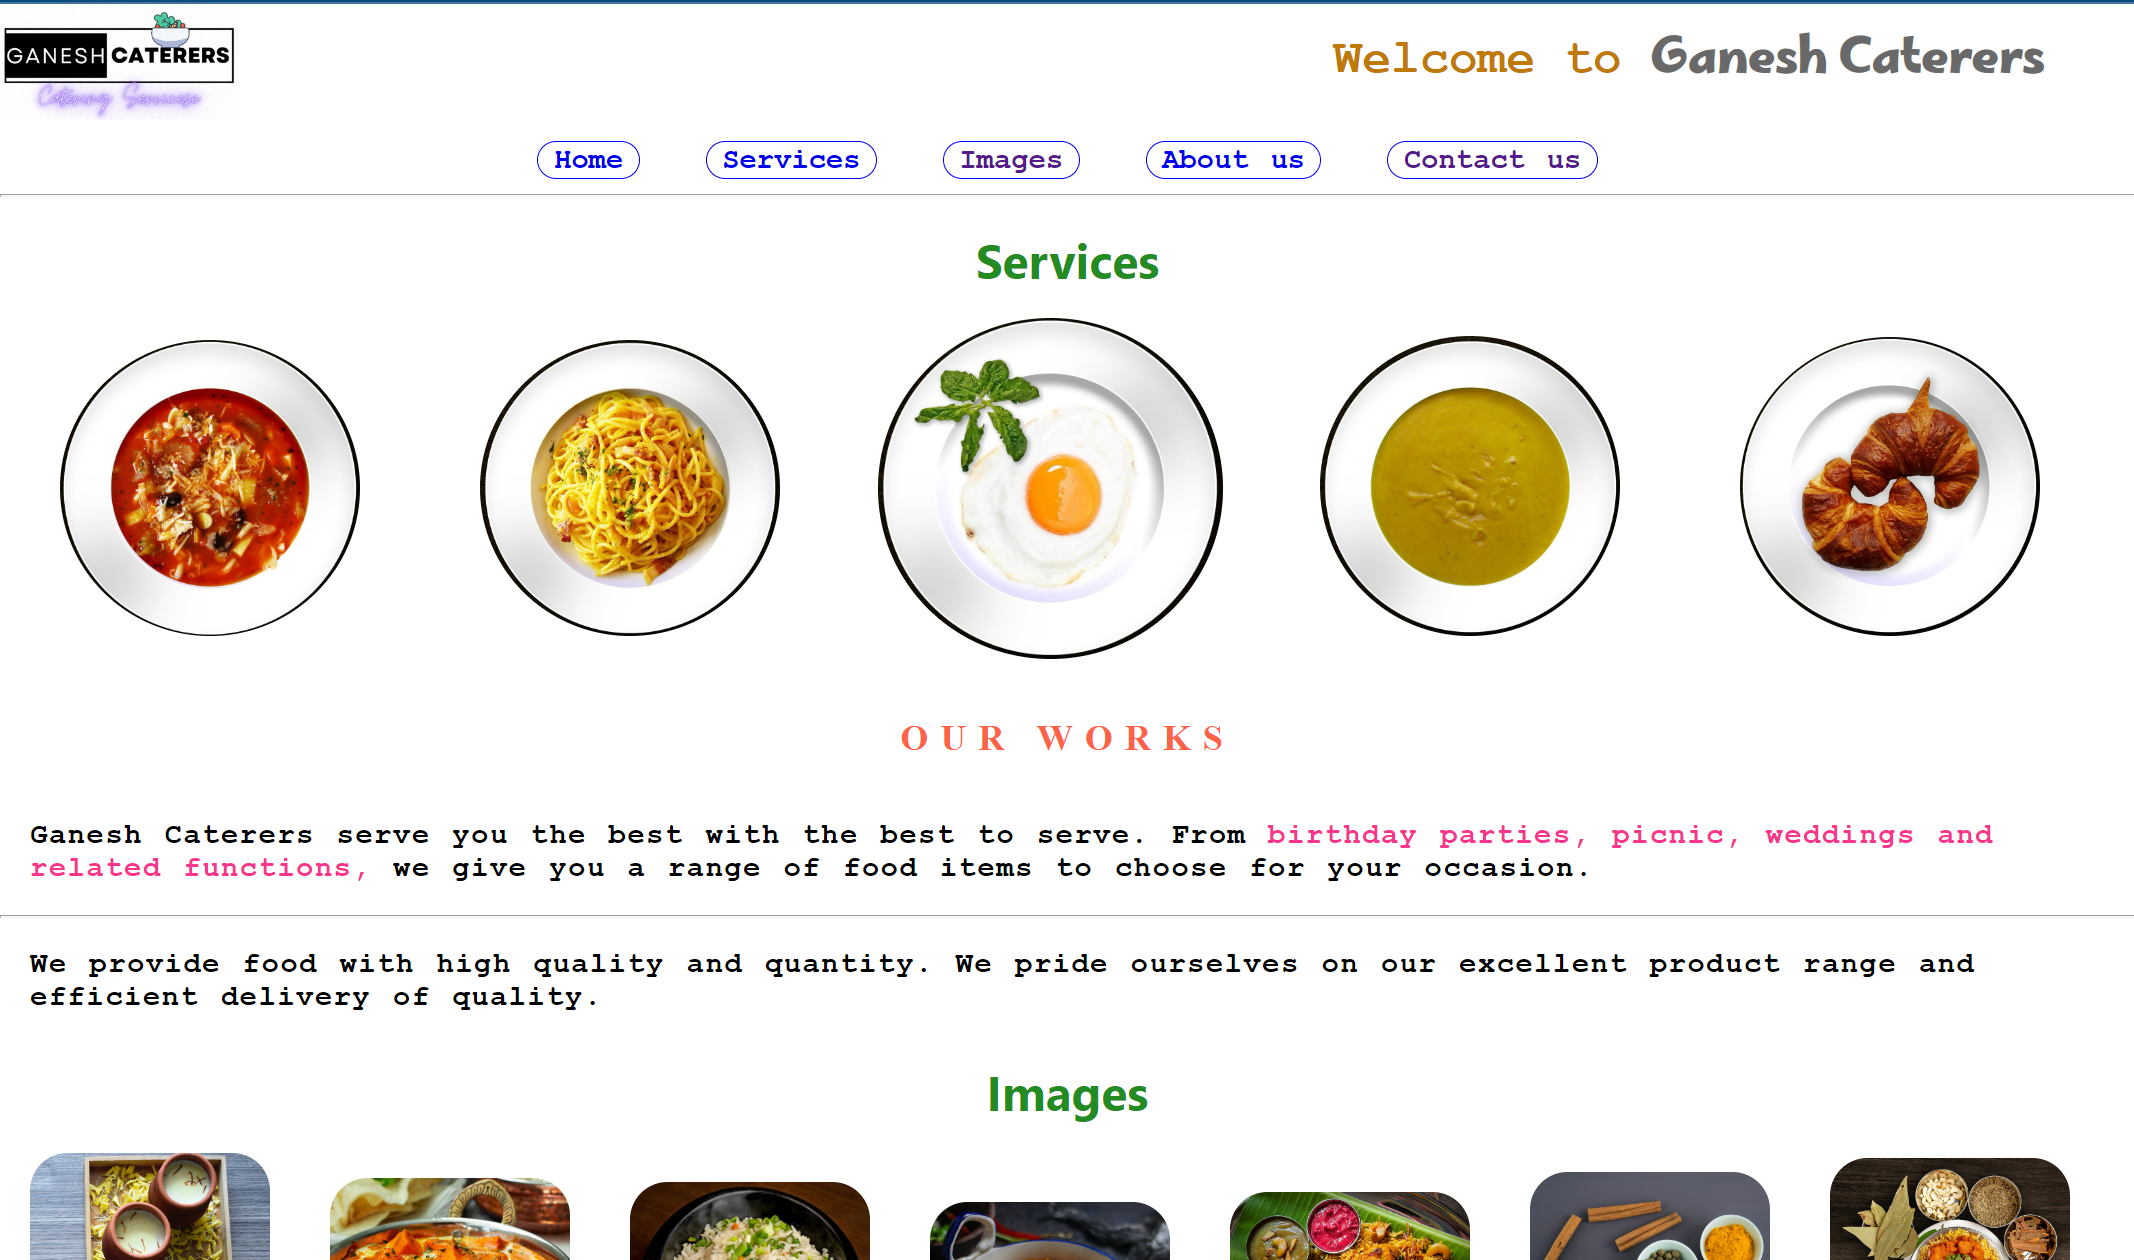 GANESH CATERERS
Catering Servicese
Welcome to Ganesh Caterers
Home Services Images About us Contact us
Services
OUR WORKS
Ganesh Caterers serve you the best with the best to serve. From birthday parties, picnic, weddings and
related functions, we give you a range of food items to choose for your occasion.
We provide food with high quality and quantity. We pride ourselves on our excellent product range and
efficient delivery of quality.
Images